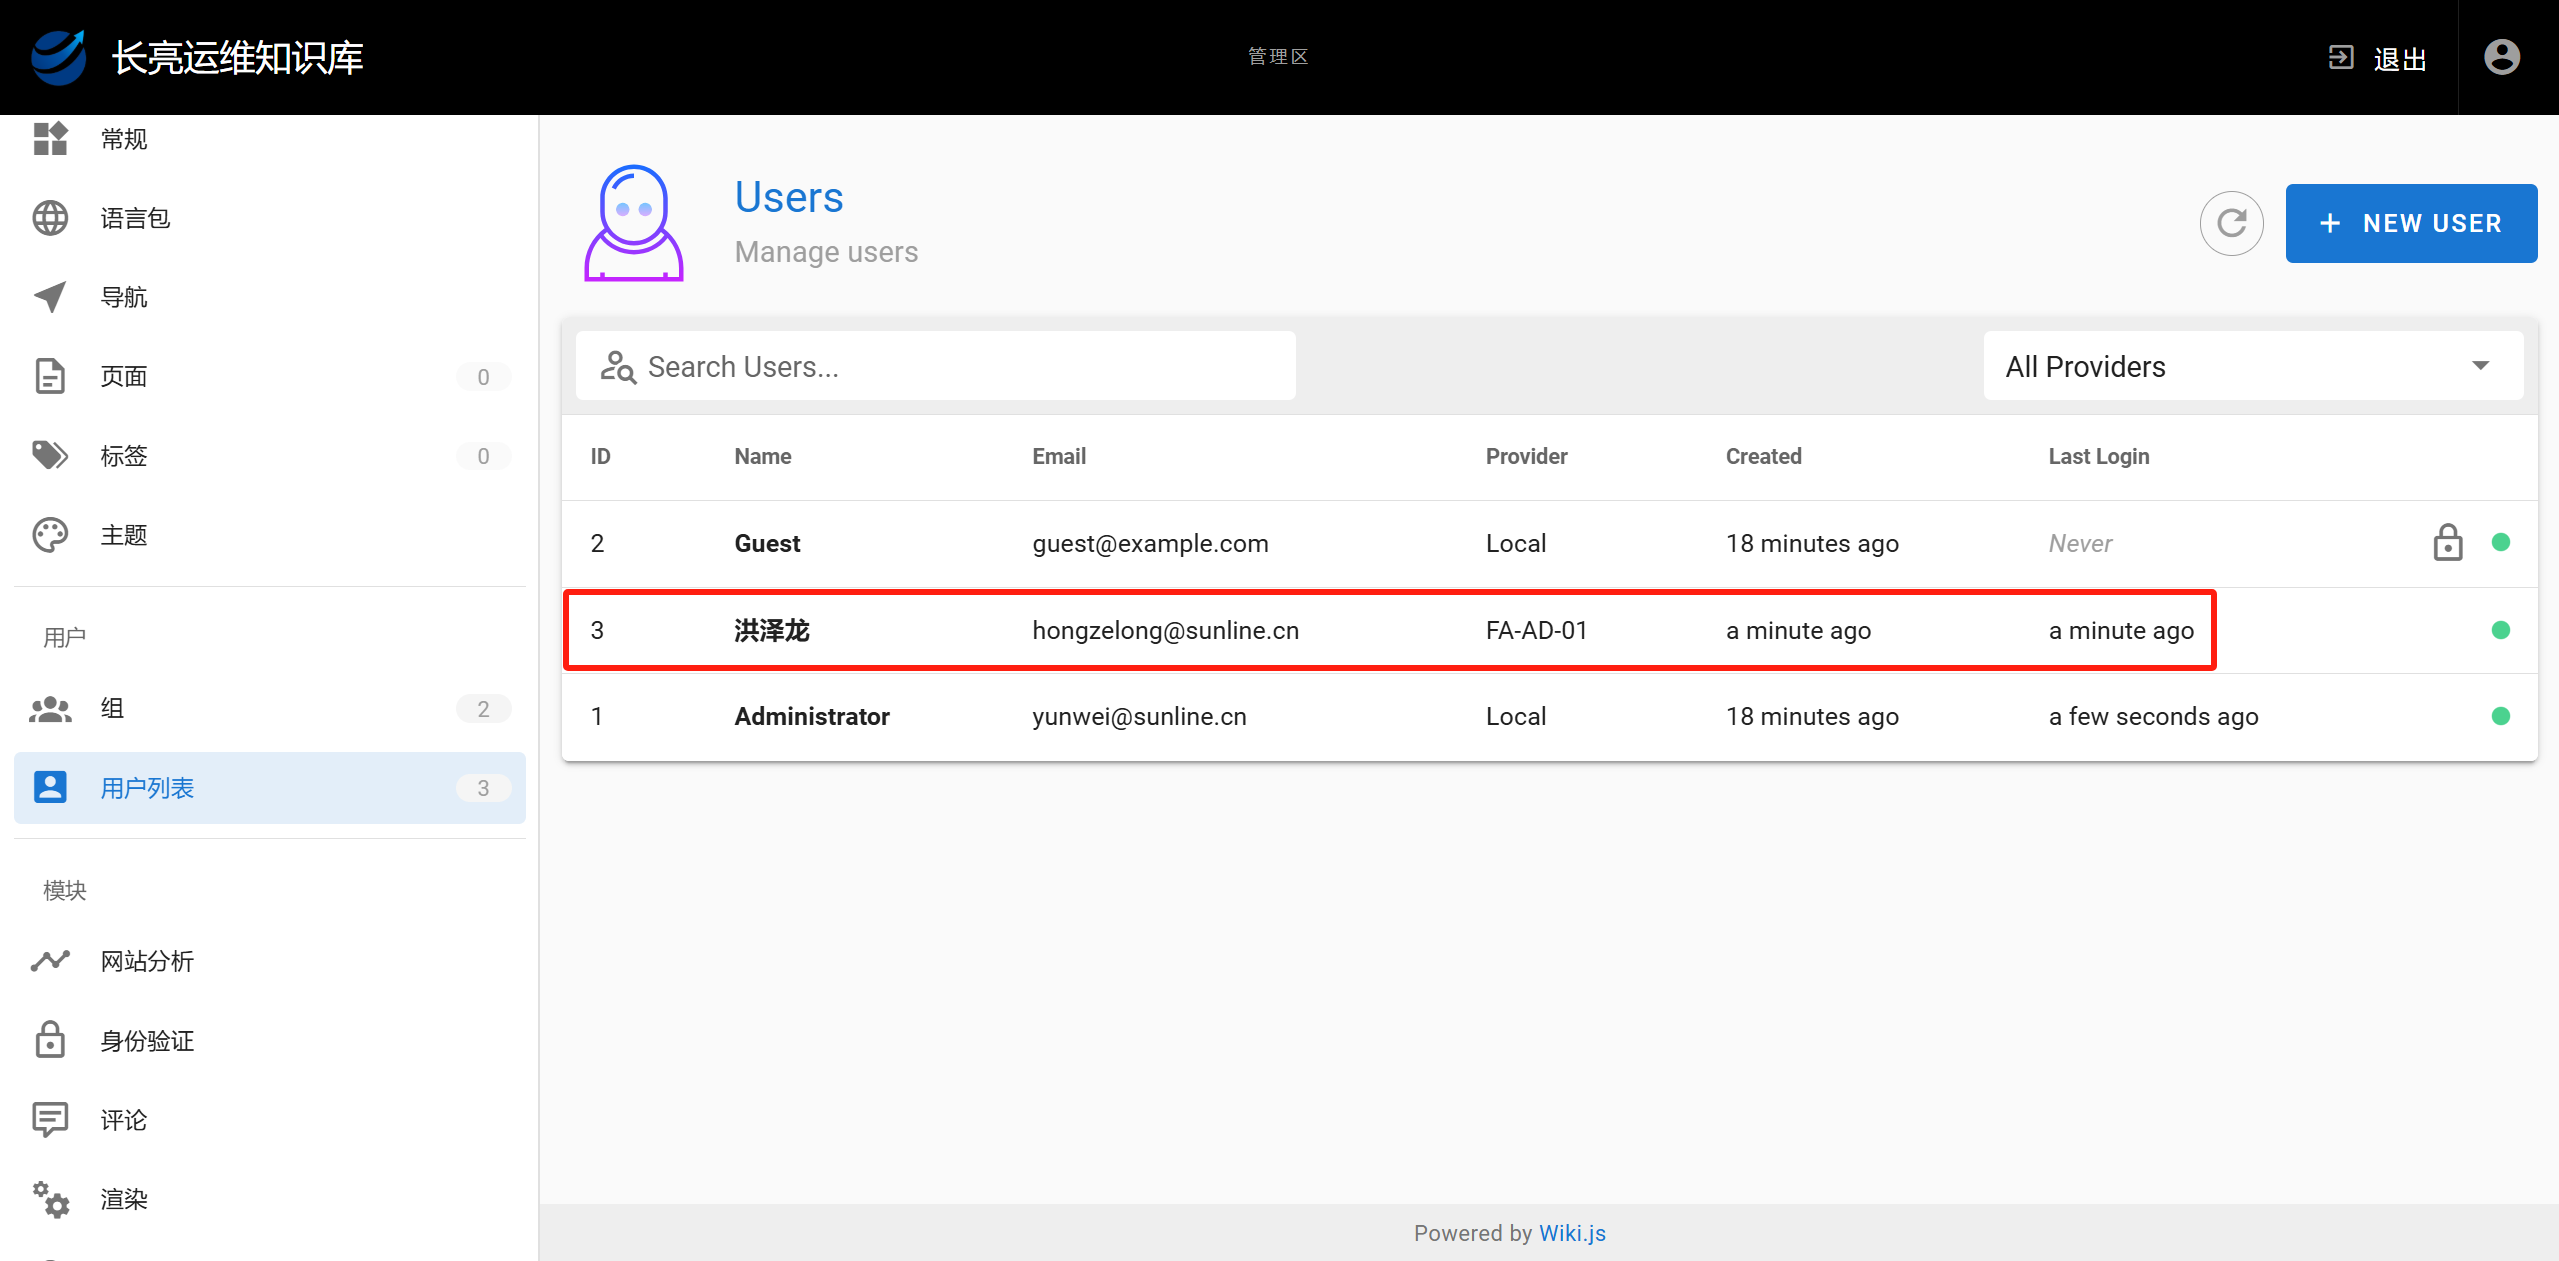 长亮运维知识库
管理区
退出
常规
语言包
导航
页面 0
标签 0
主题
用户
组 2
用户列表 3
模块
网站分析
身份验证
评论
渲染
Users
Manage users
NEW USER
Search Users...
All Providers
ID Name Email Provider Created Last Login
2 Guest guest@example.com Local 18 minutes ago Never
3 洪泽龙 hongzelong@sunline.cn FA-AD-01 a minute ago a minute ago
1 Administrator yunwei@sunline.cn Local 18 minutes ago a few seconds ago
Powered by Wiki.js